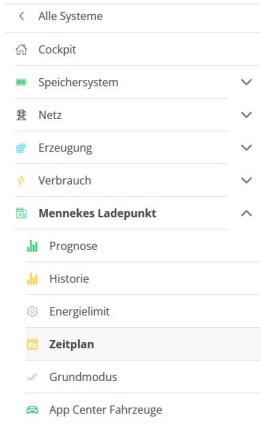 Alle Systeme
Cockpit
Speichersystem
Netz
Erzeugung
Verbrauch
Mennekes Ladepunkt
Prognose
Historie
Energielimit
Zeitplan
Grundmodus
App Center Fahrzeuge